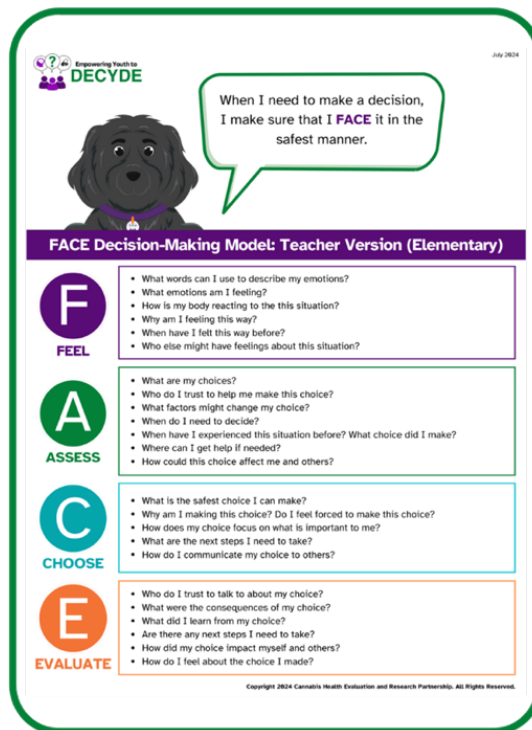 July 2024
Empowering Youth to
DECYDE
When I need to make a decision,
I make sure that I FACE it in the
safest manner.
FACE Decision-Making Model: Teacher Version (Elementary)
F
FEEL
• What words can I use to describe my emotions?
• What emotions am I feeling?
• How is my body reacting to the this situation?
• Why am I feeling this way?
• When have I felt this way before?
• Who else might have feelings about this situation?
A
ASSESS
• What are my choices?
• Who do I trust to help me make this choice?
• What factors might change my choice?
• When do I need to decide?
• When have I experienced this situation before? What choice did I make?
• Where can I get help if needed?
• How could this choice affect me and others?
C
CHOOSE
• What is the safest choice I can make?
• Why am I making this choice? Do I feel forced to make this choice?
• How does my choice focus on what is important to me?
• What are the next steps I need to take?
• How do I communicate my choice to others?
E
EVALUATE
• Who do I trust to talk to about my choice?
• What were the consequences of my choice?
• What did I learn from my choice?
• Are there any next steps I need to take?
• How did my choice impact myself and others?
• How do I feel about the choice I made?
Copyright 2024 Cannabis Health Evaluation and Research Partnership. All Rights Reserved.